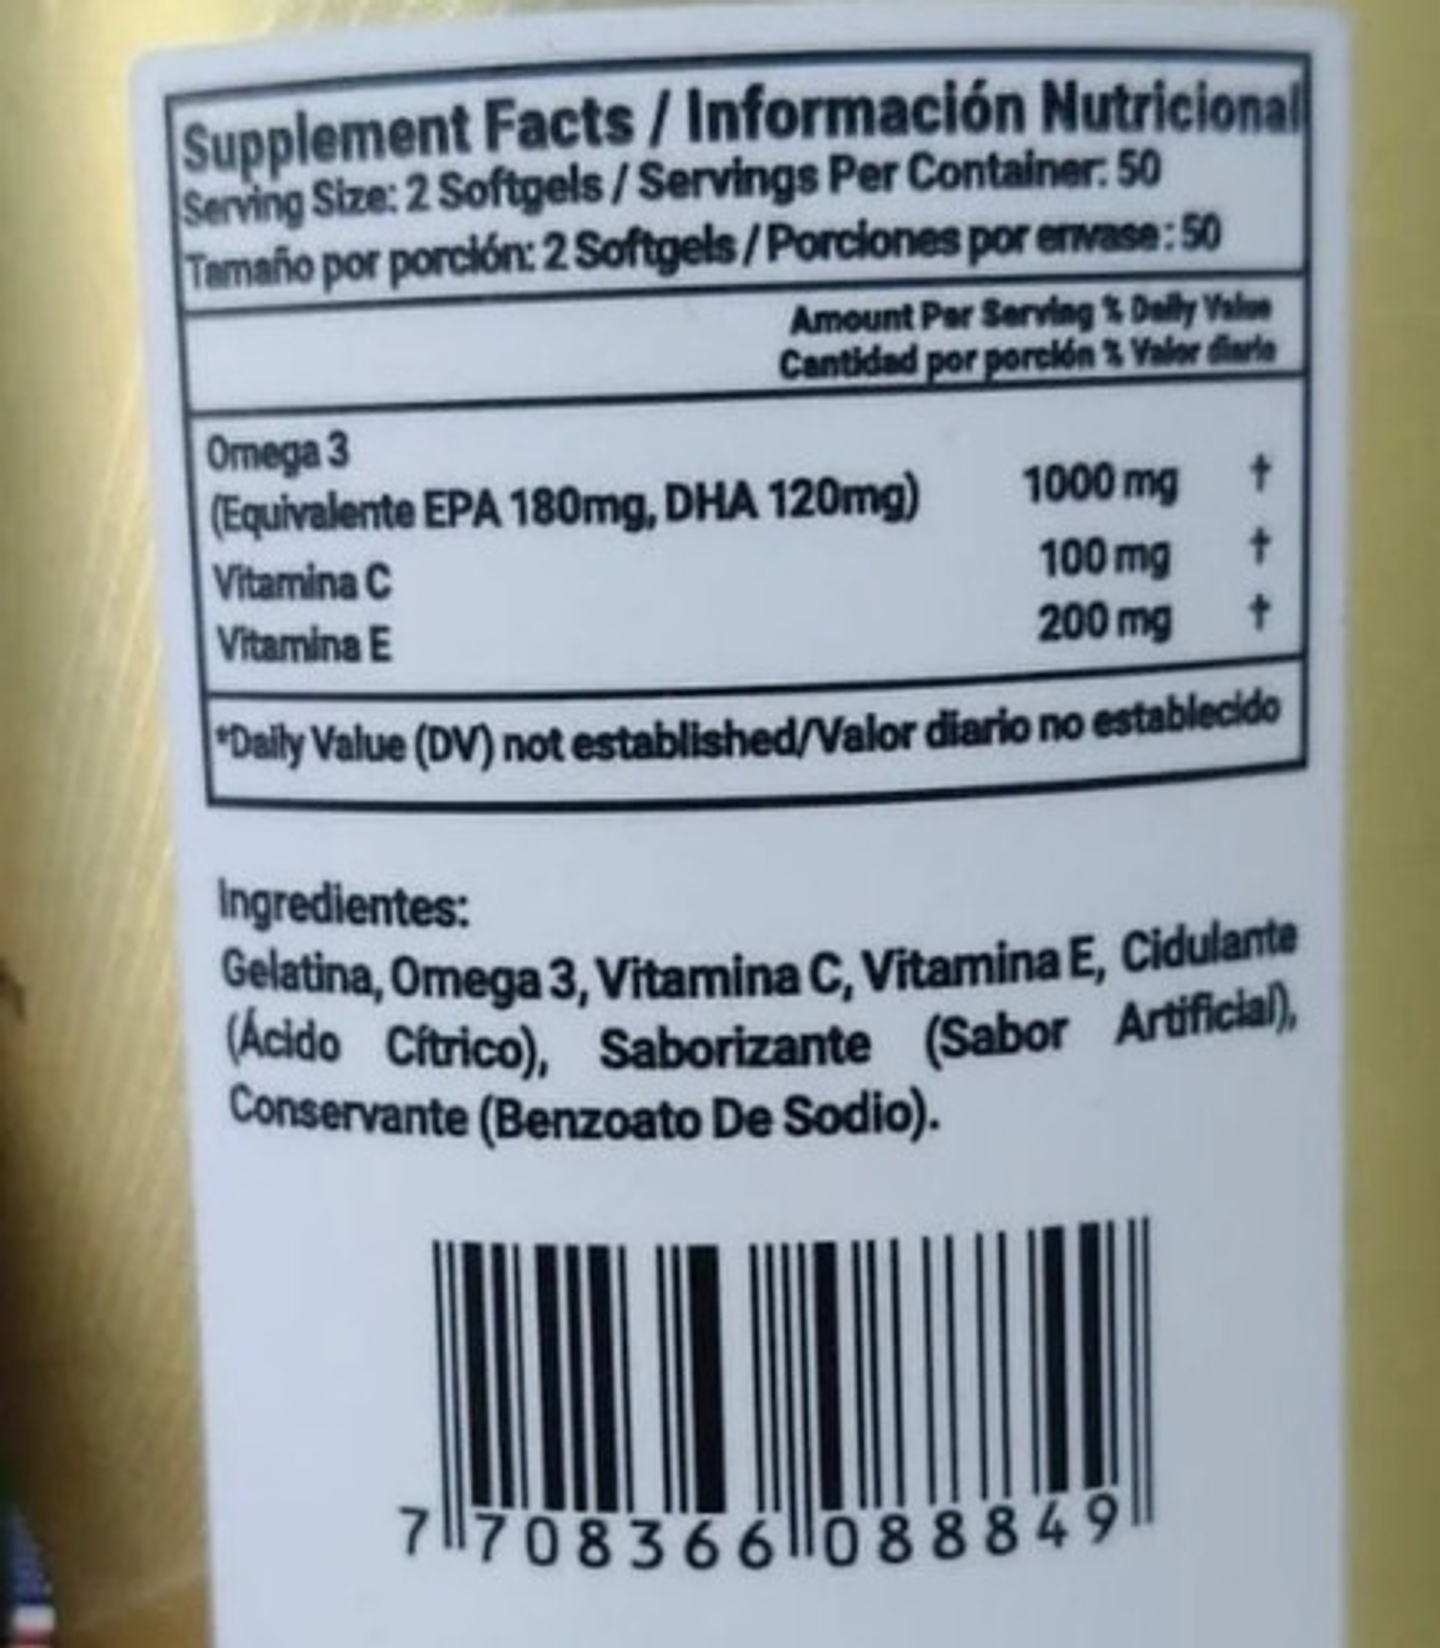 Supplement Facts / Información Nutricional
Serving Size: 2 Softgels / Servings Per Container: 50
Tamaño por porción: 2 Softgels / Porciones por envase: 50
Amount Per Serving % Daily Value
Cantidad por porción % Valor diario
Omega 3
(Equivalente EPA 180mg, DHA 120mg) 1000 mg †
Vitamina C 100 mg †
Vitamina E 200 mg †
*Daily Value (DV) not established/Valor diario no establecido
Ingredientes:
Gelatina, Omega 3, Vitamina C, Vitamina E, Cidulante
(Ácido Cítrico), Saborizante (Sabor Artificial),
Conservante (Benzoato De Sodio).
7 708366 088849